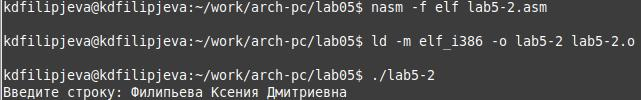 kdfilipjeva@kdfilipjeva:~/work/arch-pc/lab05$ nasm -f elf lab5-2.asm
kdfilipjeva@kdfilipjeva:~/work/arch-pc/lab05$ ld -m elf_i386 -o lab5-2 lab5-2.o
kdfilipjeva@kdfilipjeva:~/work/arch-pc/lab05$ ./lab5-2
Введите строку: Филипьева Ксения Дмитриевна